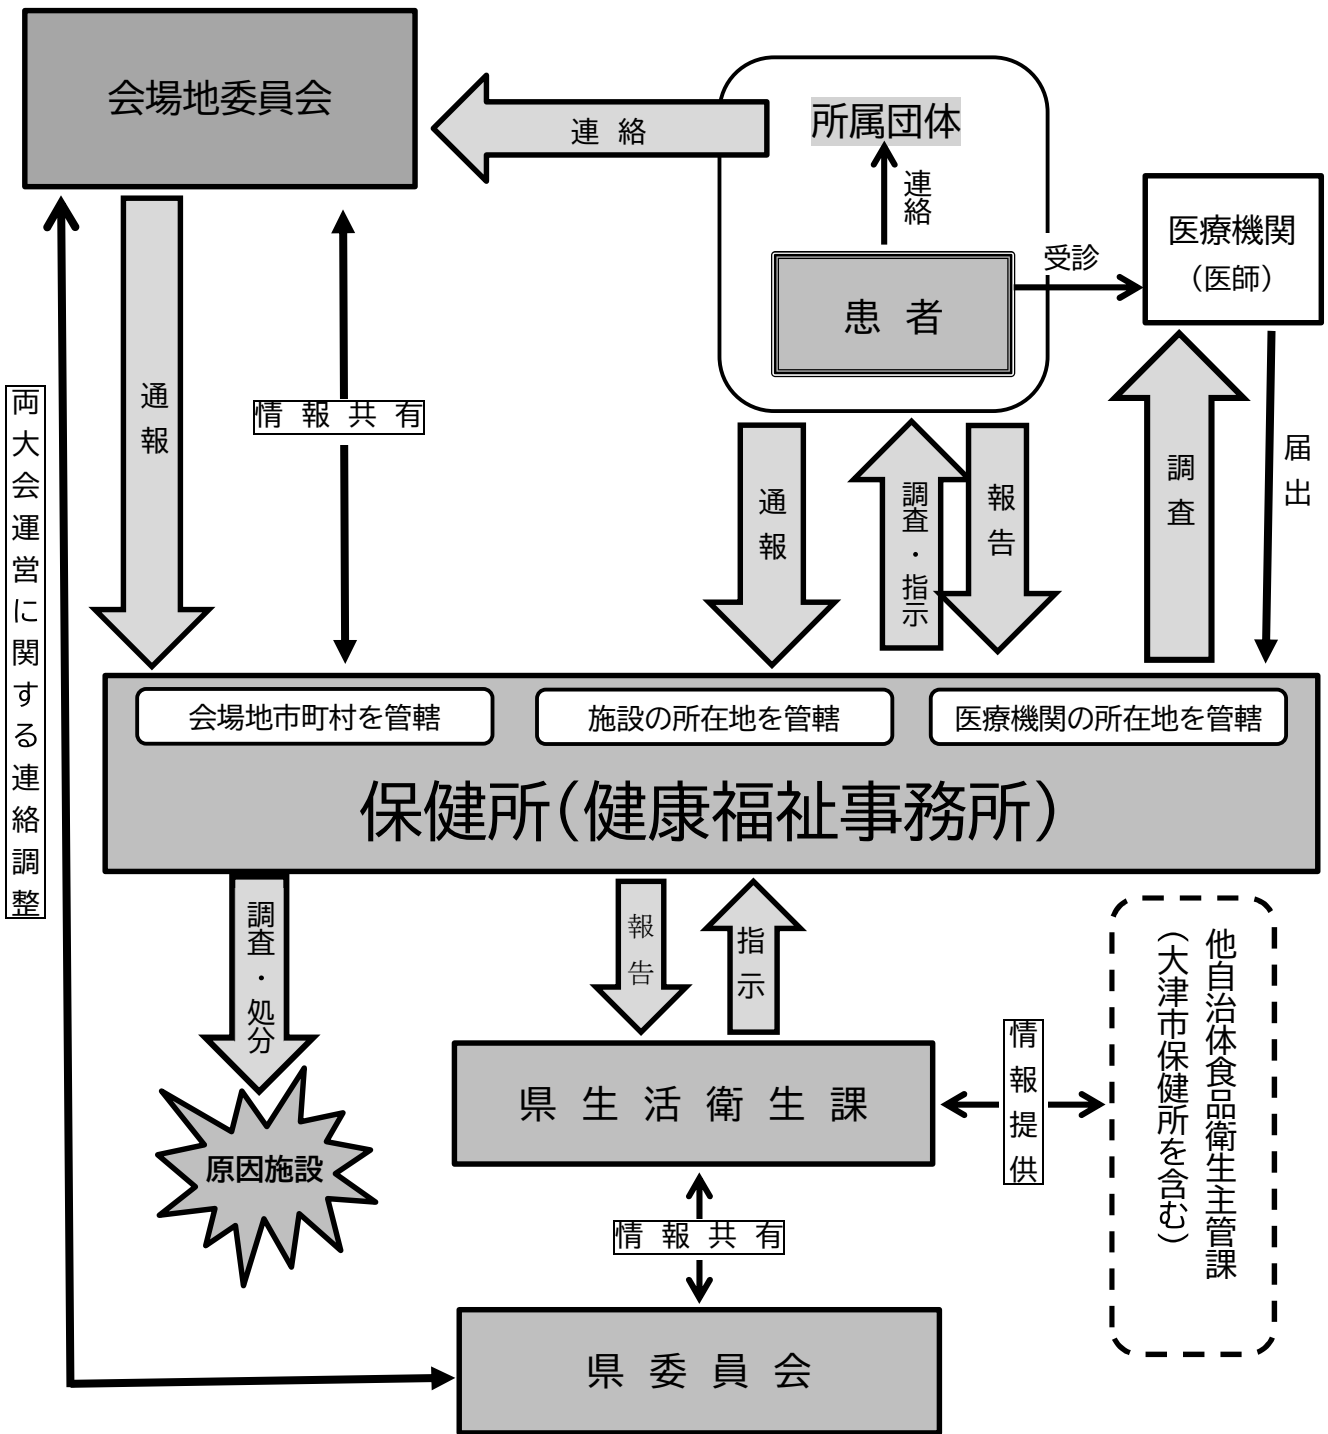 会場地委員会
連 絡
所属団体
連絡
患 者
受診
医療機関
（医師）
通報
情 報 共 有
両大会運営に関する連絡調整
通報
調査・指示
報告
調査
届出
会場地市町村を管轄
施設の所在地を管轄
医療機関の所在地を管轄
保健所（健康福祉事務所）
調査・処分
報告
指示
原因施設
県 生 活 衛 生 課
情報提供
他自治体食品衛生主管課
（大津市保健所を含む）
情 報 共 有
県 委 員 会